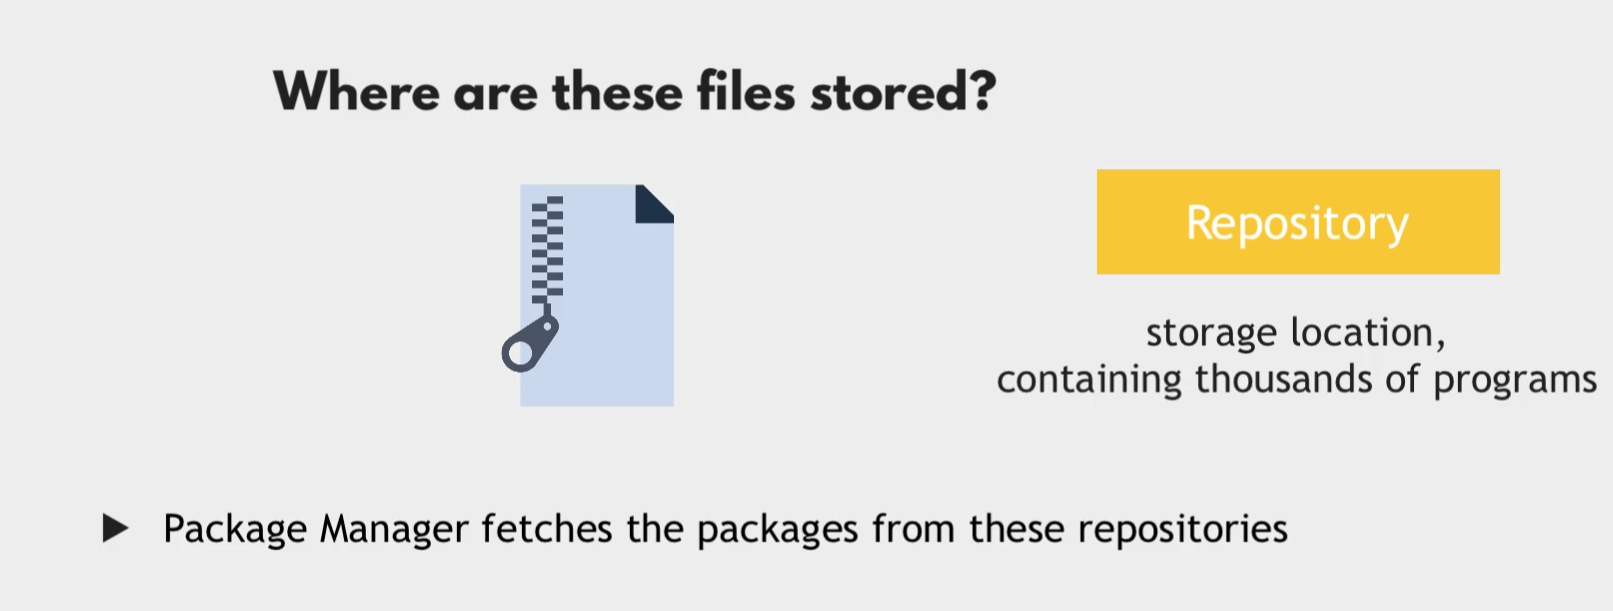 Where are these files stored?
Repository
storage location,
containing thousands of programs
Package Manager fetches the packages from these repositories